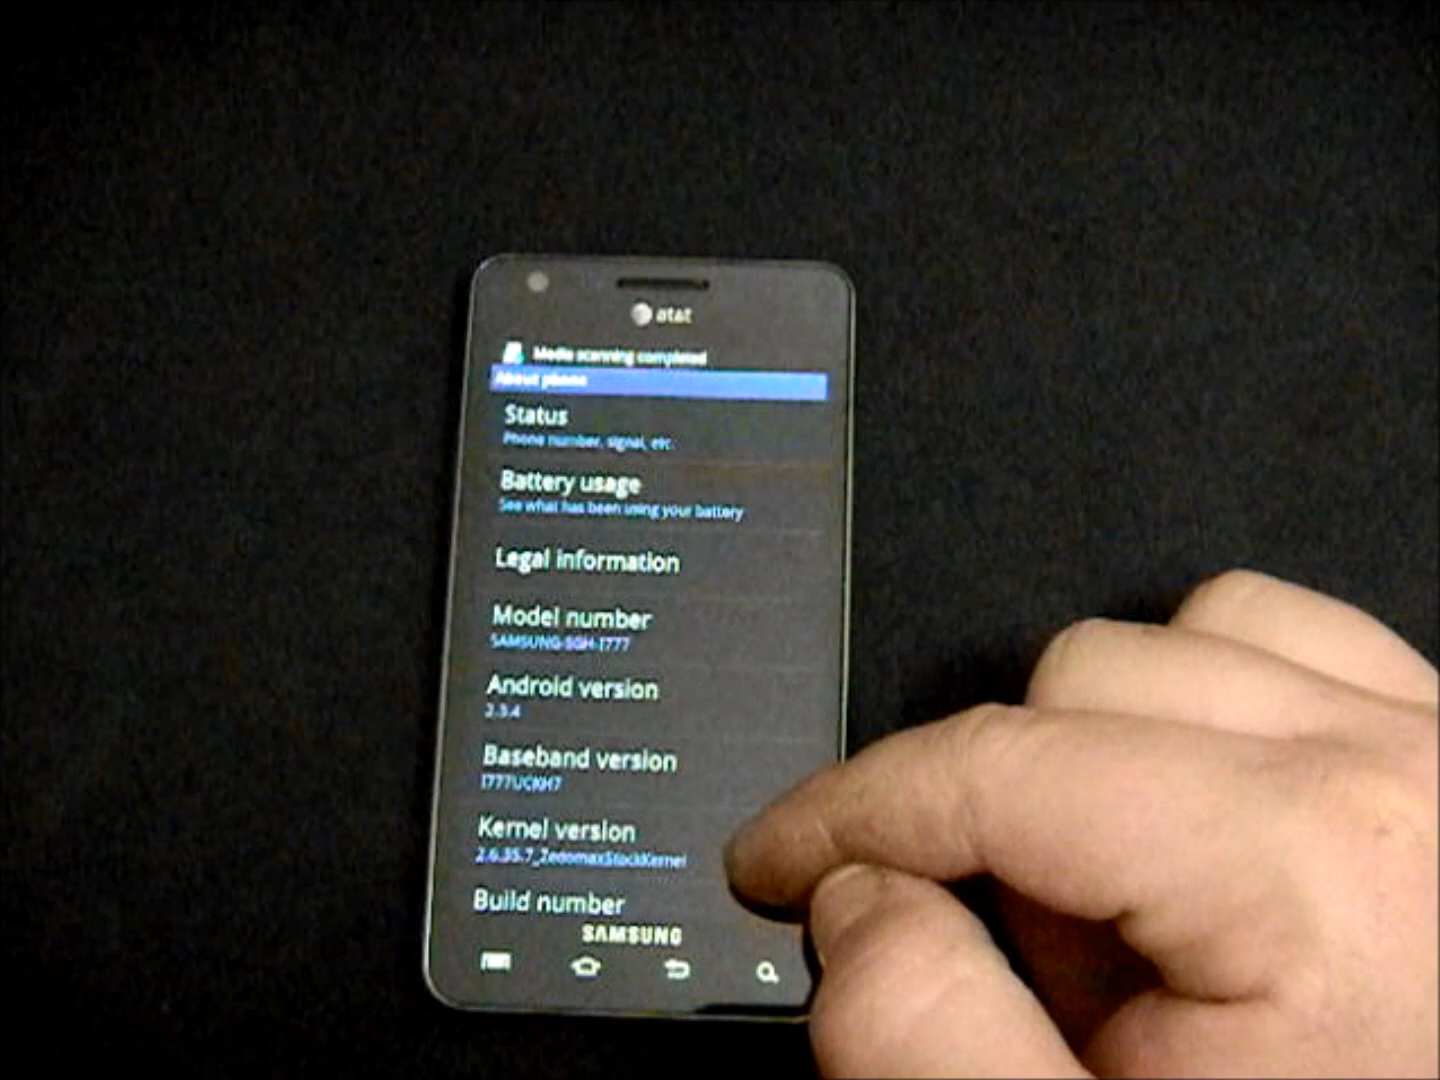 at&t
Media scanning completed
About phone
Status
Phone number, signal, etc.
Battery usage
See what has been using your battery
Legal information
Model number
SAMSUNG-SGH-I777
Android version
2.3.4
Baseband version
I777UCKH7
Kernel version
2.6.35.7_ZedomaxStockKernel
Build number
SAMSUNG